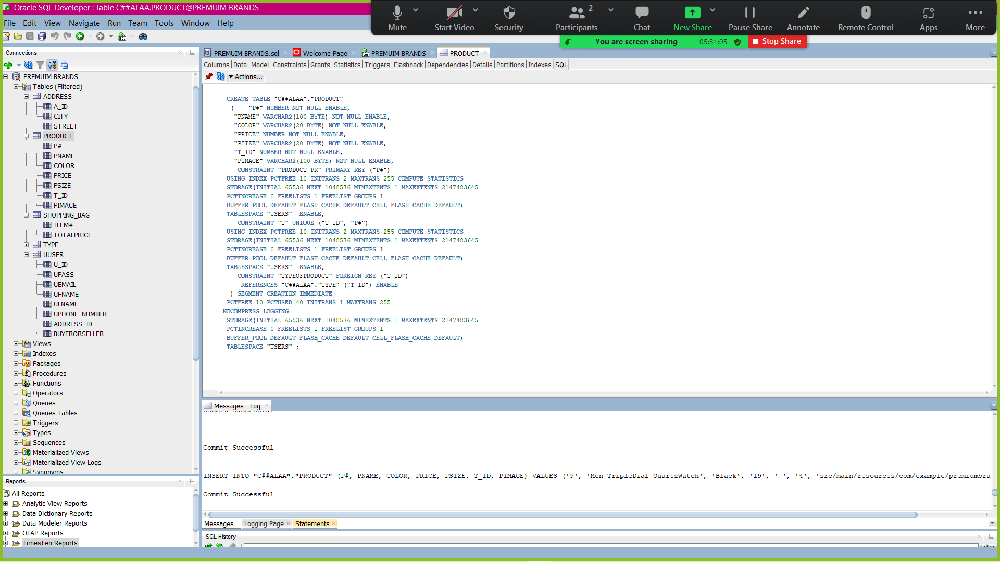 Oracle SQL Developer : Table C##ALAA.PRODUCT@PREMUIM BRANDS
File Edit View Navigate Run Team Tools Window Help
Mute
Start Video
Security
Participants
2
Chat
New Share
Pause Share
Annotate
Remote Control
Apps
More
You are screen sharing 05:31:05 Stop Share
Connections
PREMUIM BRANDS
Tables (Filtered)
ADDRESS
A_ID
CITY
STREET
PRODUCT
P#
PNAME
COLOR
PRICE
PSIZE
T_ID
PIMAGE
SHOPPING_BAG
ITEM#
TOTALPRICE
TYPE
UUSER
U_ID
UPASS
UEMAIL
UFNAME
ULNAME
UPHONE_NUMBER
ADDRESS_ID
BUYERORSELLER
Views
Indexes
Packages
Procedures
Functions
Operators
Queues
Queues Tables
Triggers
Types
Sequences
Materialized Views
Materialized View Logs
Synonyms
Reports
All Reports
Analytic View Reports
Data Dictionary Reports
Data Modeler Reports
OLAP Reports
TimesTen Reports
PREMUIM BRANDS.sql Welcome Page PREMUIM BRANDS PRODUCT
Columns Data Model Constraints Grants Statistics Triggers Flashback Dependencies Details Partitions Indexes SQL
Actions...
CREATE TABLE "C##ALAA"."PRODUCT"
( "P#" NUMBER NOT NULL ENABLE,
"PNAME" VARCHAR2(100 BYTE) NOT NULL ENABLE,
"COLOR" VARCHAR2(20 BYTE) NOT NULL ENABLE,
"PRICE" NUMBER NOT NULL ENABLE,
"PSIZE" VARCHAR2(20 BYTE) NOT NULL ENABLE,
"T_ID" NUMBER NOT NULL ENABLE,
"PIMAGE" VARCHAR2(100 BYTE) NOT NULL ENABLE,
CONSTRAINT "PRODUCT_PK" PRIMARY KEY ("P#")
USING INDEX PCTFREE 10 INITRANS 2 MAXTRANS 255 COMPUTE STATISTICS
STORAGE(INITIAL 65536 NEXT 1048576 MINEXTENTS 1 MAXEXTENTS 2147483645
PCTINCREASE 0 FREELISTS 1 FREELIST GROUPS 1
BUFFER_POOL DEFAULT FLASH_CACHE DEFAULT CELL_FLASH_CACHE DEFAULT)
TABLESPACE "USERS" ENABLE,
CONSTRAINT "T" UNIQUE ("T_ID", "P#")
USING INDEX PCTFREE 10 INITRANS 2 MAXTRANS 255 COMPUTE STATISTICS
STORAGE(INITIAL 65536 NEXT 1048576 MINEXTENTS 1 MAXEXTENTS 2147483645
PCTINCREASE 0 FREELISTS 1 FREELIST GROUPS 1
BUFFER_POOL DEFAULT FLASH_CACHE DEFAULT CELL_FLASH_CACHE DEFAULT)
TABLESPACE "USERS" ENABLE,
CONSTRAINT "TYPEOFPRODUCT" FOREIGN KEY ("T_ID")
REFERENCES "C##ALAA"."TYPE" ("T_ID") ENABLE
) SEGMENT CREATION IMMEDIATE
PCTFREE 10 PCTUSED 40 INITRANS 1 MAXTRANS 255
NOCOMPRESS LOGGING
STORAGE(INITIAL 65536 NEXT 1048576 MINEXTENTS 1 MAXEXTENTS 2147483645
PCTINCREASE 0 FREELISTS 1 FREELIST GROUPS 1
BUFFER_POOL DEFAULT FLASH_CACHE DEFAULT CELL_FLASH_CACHE DEFAULT)
TABLESPACE "USERS" ;
Messages - Log
Commit Successful
Commit Successful
INSERT INTO "C##ALAA"."PRODUCT" (P#, PNAME, COLOR, PRICE, PSIZE, T_ID, PIMAGE) VALUES ('9', 'Men TripleDial QuartzWatch', 'Black', '19', '-', '4', 'src/main/resources/com/example/premiumbra
Commit Successful
Messages Logging Page Statements
SQL History
Filter